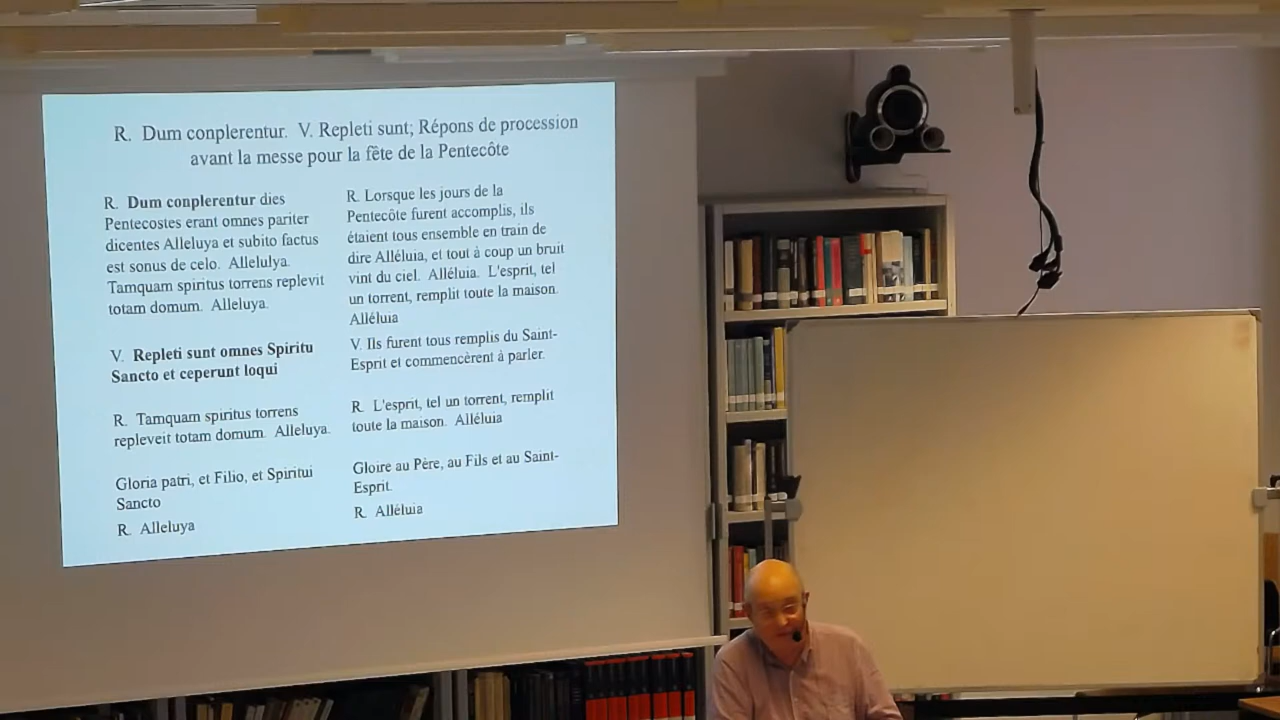 R. Dum conplerentur. V. Repleti sunt; Répons de procession
avant la messe pour la fête de la Pentecôte
R. Dum conplerentur dies
Pentecostes erant omnes pariter
dicentes Alleluya et subito factus
est sonus de celo. Allelulya.
Tamquam spiritus torrens replevit
totam domum. Alleluya.
V. Repleti sunt omnes Spiritu
Sancto et ceperunt loqui
R. Tamquam spiritus torrens
repleveit totam domum. Alleluya.
Gloria patri, et Filio, et Spiritui
Sancto
R. Alleluya
R. Lorsque les jours de la
Pentecôte furent accomplis, ils
étaient tous ensemble en train de
dire Alléluia, et tout à coup un bruit
vint du ciel. Alléluia. L'esprit, tel
un torrent, remplit toute la maison.
Alléluia
V. Ils furent tous remplis du Saint-
Esprit et commencèrent à parler.
R. L'esprit, tel un torrent, remplit
toute la maison. Alléluia
Gloire au Père, au Fils et au Saint-
Esprit.
R. Alléluia